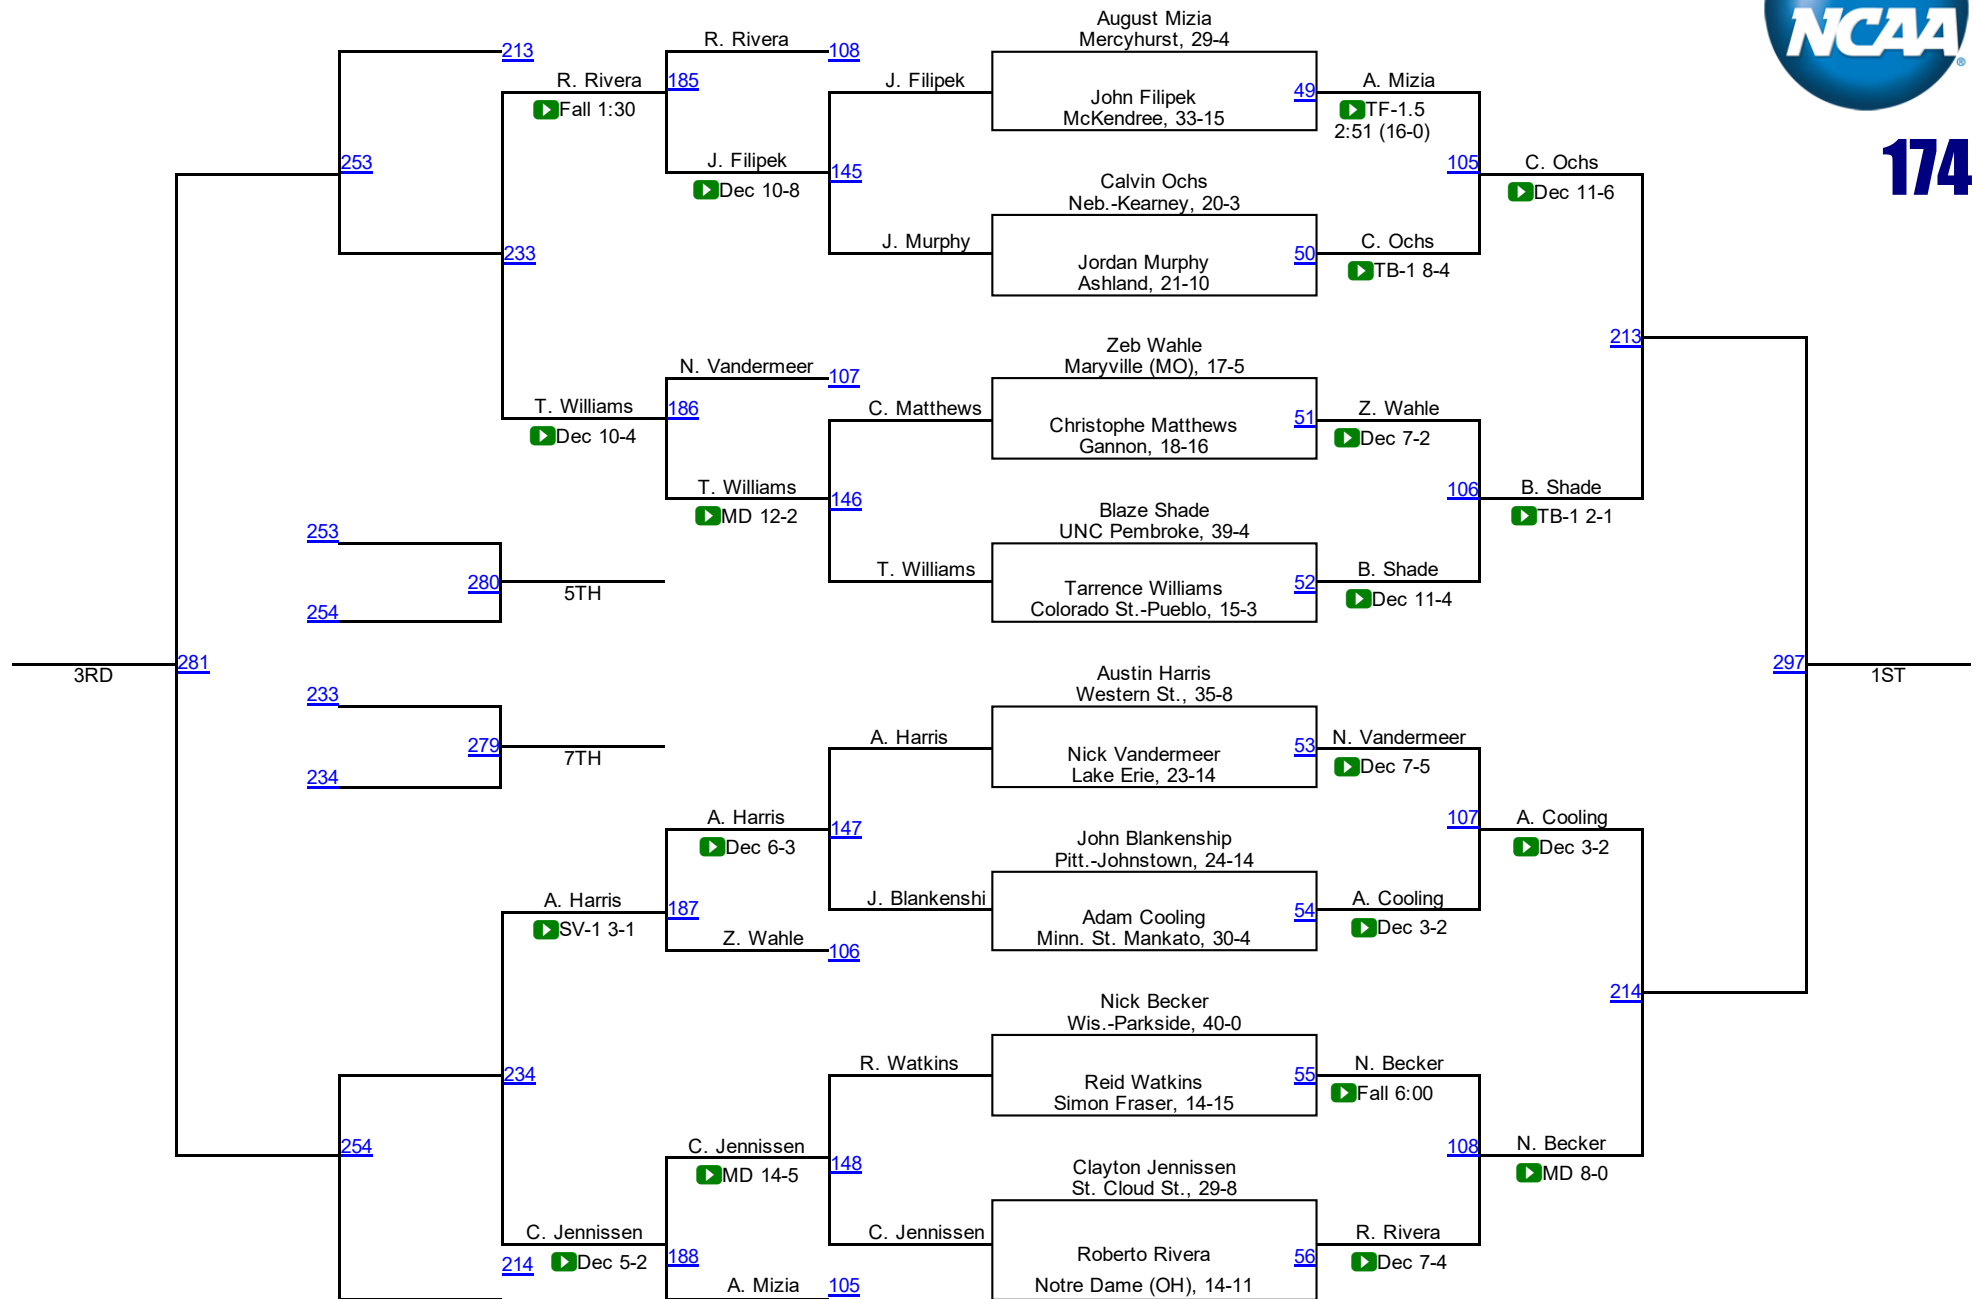 August Mizia
Mercyhurst, 29-4
NCAA
®
174
213
R. Rivera
108
R. Rivera
185
J. Filipek
49
A. Mizia
Fall 1:30
John Filipek
McKendree, 33-15
TF-1.5
2:51 (16-0)
253
J. Filipek
145
Dec 10-8
105
C. Ochs
Dec 11-6
Calvin Ochs
Neb.-Kearney, 20-3
233
J. Murphy
50
C. Ochs
Jordan Murphy
Ashland, 21-10
TB-1 8-4
213
Zeb Wahle
Maryville (MO), 17-5
N. Vandermeer
107
T. Williams
186
C. Matthews
51
Z. Wahle
Dec 10-4
Christophe Matthews
Gannon, 18-16
Dec 7-2
T. Williams
146
MD 12-2
106
B. Shade
TB-1 2-1
Blaze Shade
UNC Pembroke, 39-4
253
280
5TH
254
T. Williams
52
B. Shade
Tarrence Williams
Colorado St.-Pueblo, 15-3
Dec 11-4
281
3RD
297
1ST
Austin Harris
Western St., 35-8
233
279
7TH
234
A. Harris
53
N. Vandermeer
Nick Vandermeer
Lake Erie, 23-14
Dec 7-5
A. Harris
147
Dec 6-3
107
A. Cooling
Dec 3-2
John Blankenship
Pitt.-Johnstown, 24-14
A. Harris
187
SV-1 3-1
J. Blankenshi
54
A. Cooling
Adam Cooling
Minn. St. Mankato, 30-4
Dec 3-2
Z. Wahle
106
214
Nick Becker
Wis.-Parkside, 40-0
234
R. Watkins
55
N. Becker
Reid Watkins
Simon Fraser, 14-15
Fall 6:00
254
C. Jennissen
148
MD 14-5
108
N. Becker
MD 8-0
Clayton Jennissen
St. Cloud St., 29-8
C. Jennissen
188
C. Jennissen
56
R. Rivera
214
Dec 5-2
Roberto Rivera
Notre Dame (OH), 14-11
Dec 7-4
A. Mizia
105